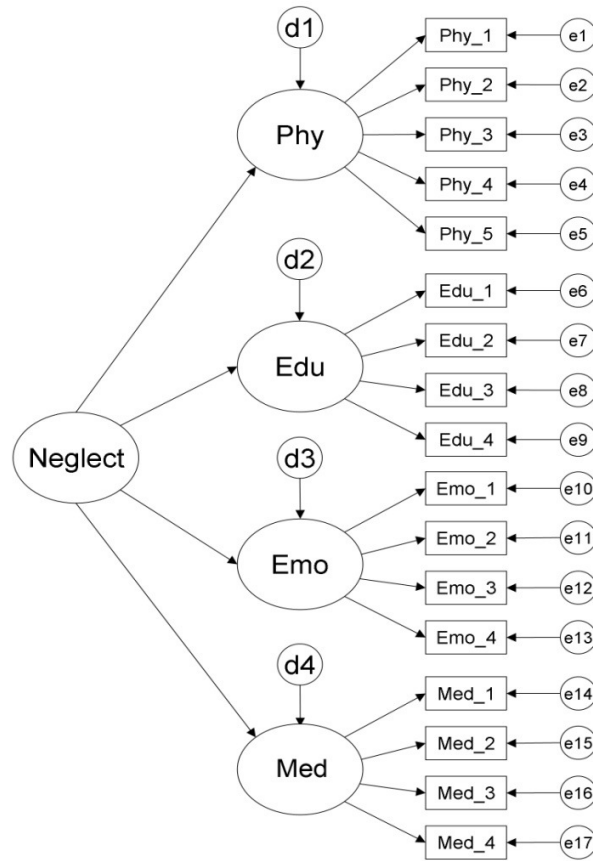 d1
Phy
Phy_1 e1
Phy_2 e2
Phy_3 e3
Phy_4 e4
Phy_5 e5
d2
Edu
Edu_1 e6
Edu_2 e7
Edu_3 e8
Edu_4 e9
Neglect
d3
Emo
Emo_1 e10
Emo_2 e11
Emo_3 e12
Emo_4 e13
d4
Med
Med_1 e14
Med_2 e15
Med_3 e16
Med_4 e17